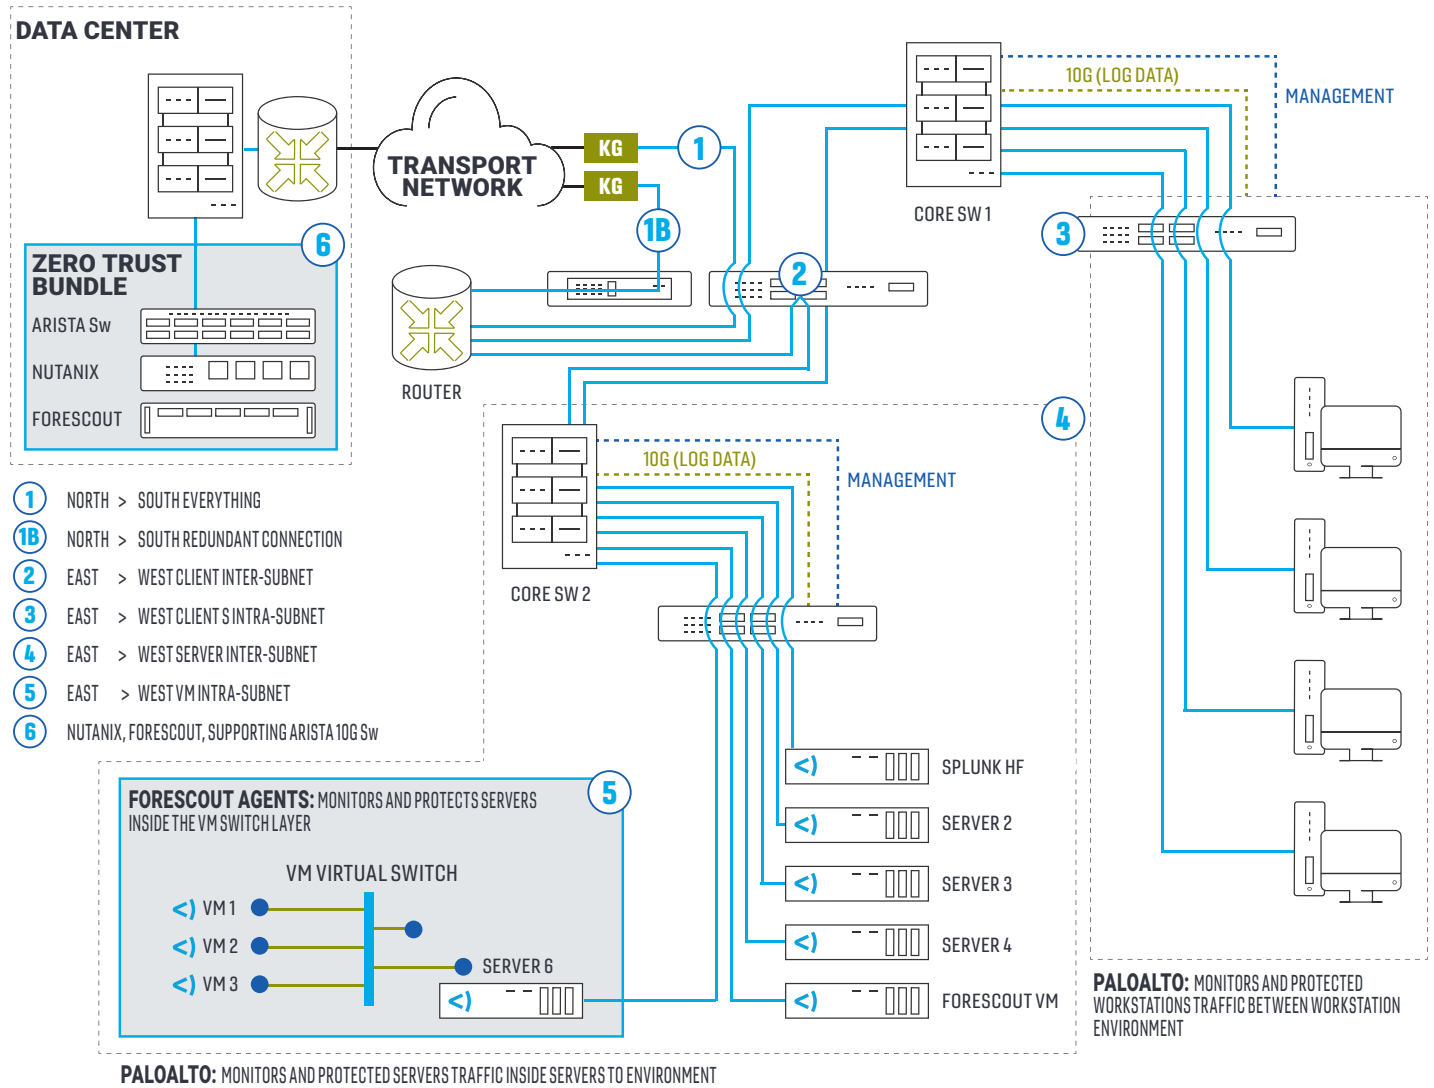 DATA CENTER
10G (LOG DATA)
MANAGEMENT
KG
1
TRANSPORT
NETWORK
KG
CORE SW 1
1B
3
6
ZERO TRUST
BUNDLE
2
ARISTA Sw
NUTANIX
ROUTER
FORESCOUT
4
10G (LOG DATA)
MANAGEMENT
1 NORTH > SOUTH EVERYTHING
1B NORTH > SOUTH REDUNDANT CONNECTION
2 EAST > WEST CLIENT INTER-SUBNET
3 EAST > WEST CLIENT S INTRA-SUBNET
4 EAST > WEST SERVER INTER-SUBNET
5 EAST > WEST VM INTRA-SUBNET
6 NUTANIX, FORESCOUT, SUPPORTING ARISTA 10G Sw
CORE SW 2
SPLUNK HF
SERVER 2
SERVER 3
SERVER 4
FORESCOUT VM
5
FORESCOUT AGENTS: MONITORS AND PROTECTS SERVERS
INSIDE THE VM SWITCH LAYER
VM VIRTUAL SWITCH
VM 1
VM 2
VM 3
SERVER 6
PALOALTO: MONITORS AND PROTECTED
WORKSTATIONS TRAFFIC BETWEEN WORKSTATION
ENVIRONMENT
PALOALTO: MONITORS AND PROTECTED SERVERS TRAFFIC INSIDE SERVERS TO ENVIRONMENT